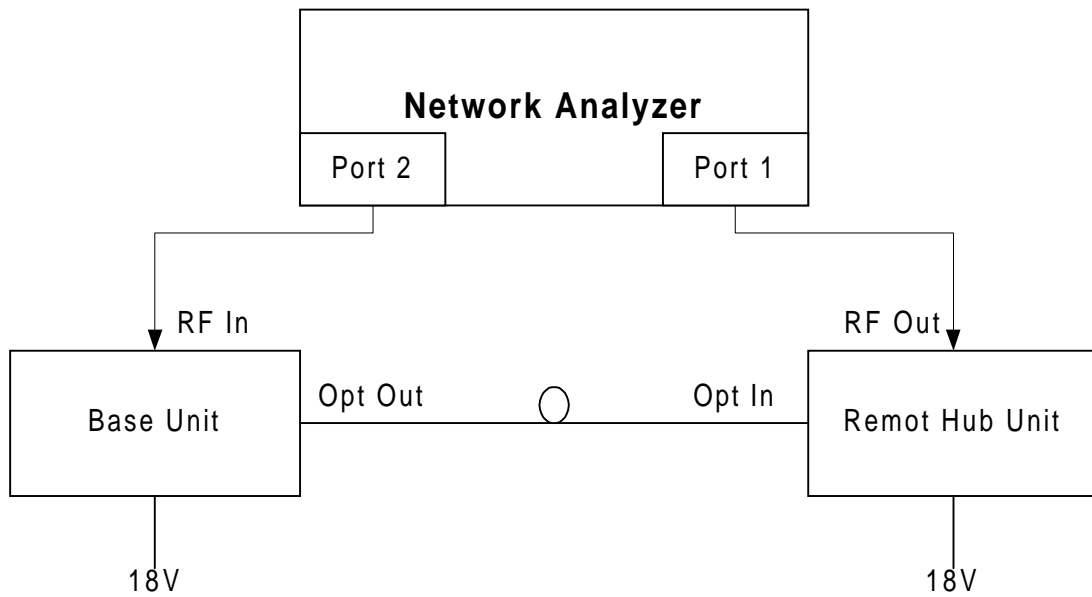 Network Analyzer
Port 2
Port 1
RF In
RF Out
Opt Out
Opt In
Base Unit
Remot Hub Unit
18V
18V